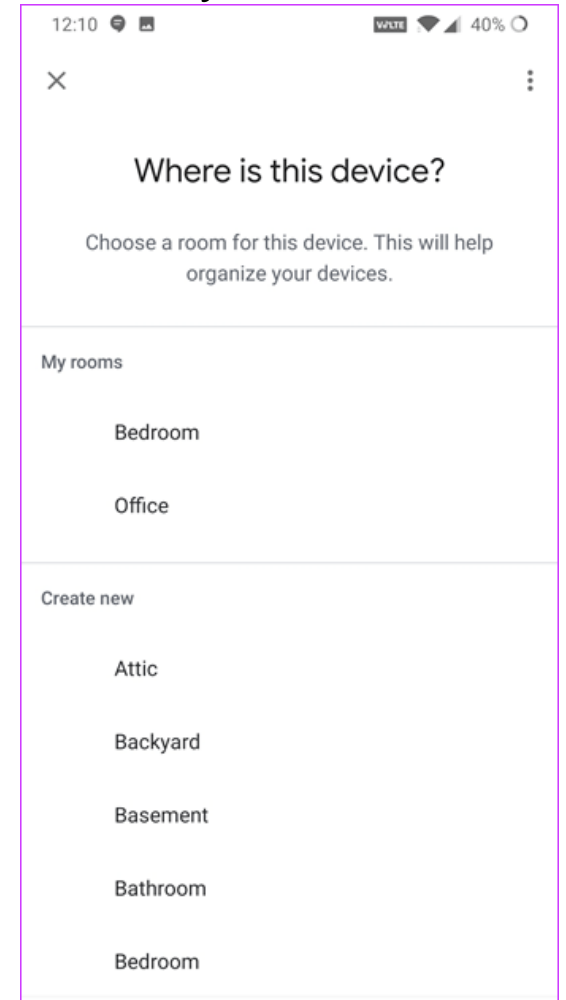 12:10 VoLTE 40%
Where is this device?
Choose a room for this device. This will help
organize your devices.
My rooms
Bedroom
Office
Create new
Attic
Backyard
Basement
Bathroom
Bedroom